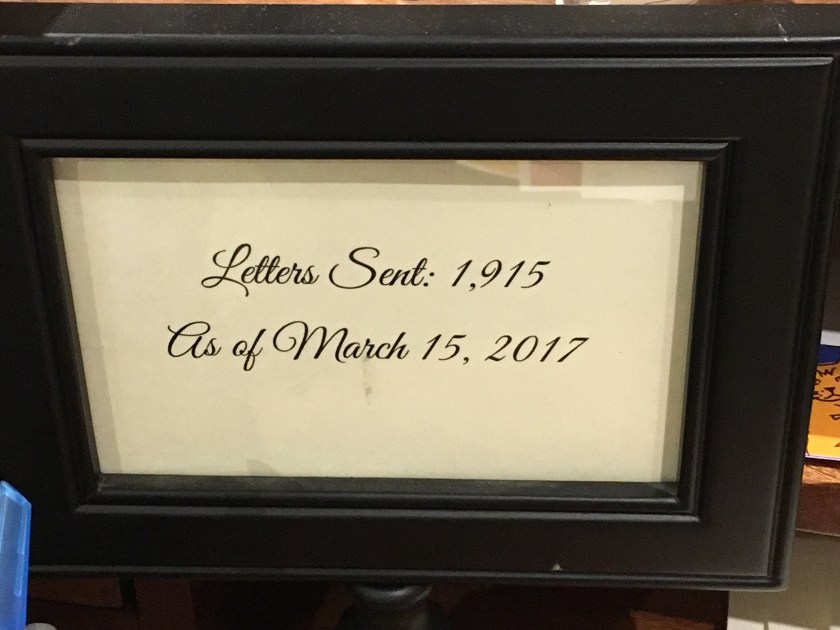 Letters Sent: 1,915
As of March 15, 2017